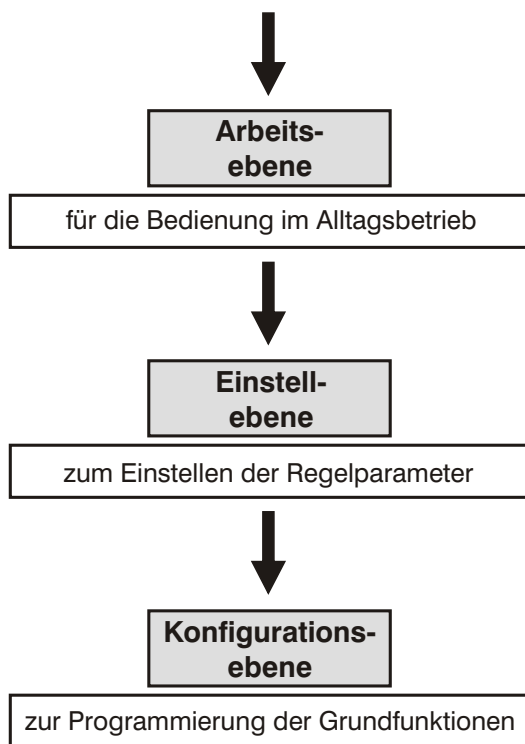 Arbeits-
ebene
für die Bedienung im Alltagsbetrieb
Einstell-
ebene
zum Einstellen der Regelparameter
Konfigurations-
ebene
zur Programmierung der Grundfunktionen